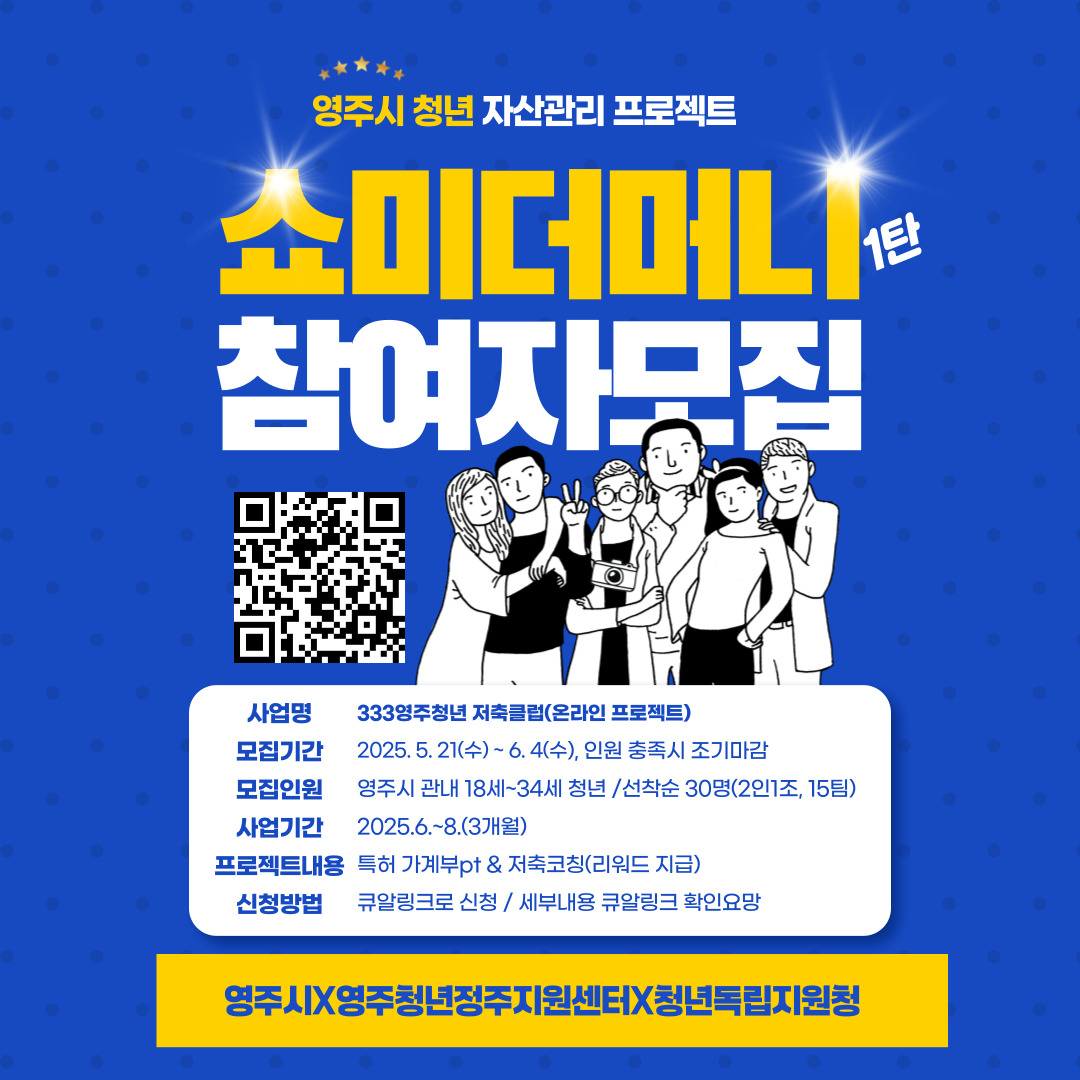 영주시 청년 자산관리 프로젝트
쇼미더머니 1탄
참여자모집
사업명 333영주청년 저축클럽(온라인 프로젝트)
모집기간 2025. 5. 21(수) ~ 6. 4(수), 인원 충족시 조기마감
모집인원 영주시 관내 18세~34세 청년 /선착순 30명(2인1조, 15팀)
사업기간 2025.6.~8.(3개월)
프로젝트내용 특허 가계부pt & 저축코칭(리워드 지급)
신청방법 큐알링크로 신청 / 세부내용 큐알링크 확인요망
영주시X영주청년정주지원센터X청년독립지원청